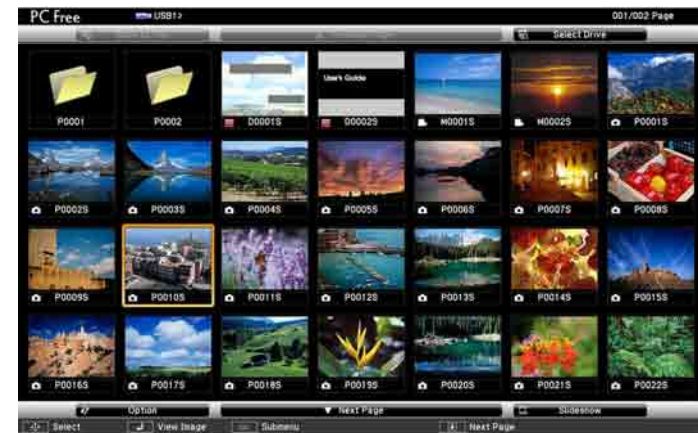 PC Free USB1> 001/002 Page
Select Drive
User's Guide
P0001 P0002 D0001S D0002S M0001S M0002S P0001S
P0002S P0003S P0004S P0005S P0006S P0007S P0008S
P0009S P0010S P0011S P0012S P0013S P0014S P0015S
P0016S P0017S P0018S P0019S P0020S P0021S P0022S
Option Next Page Slideshow
Select View Image Submenu Next Page